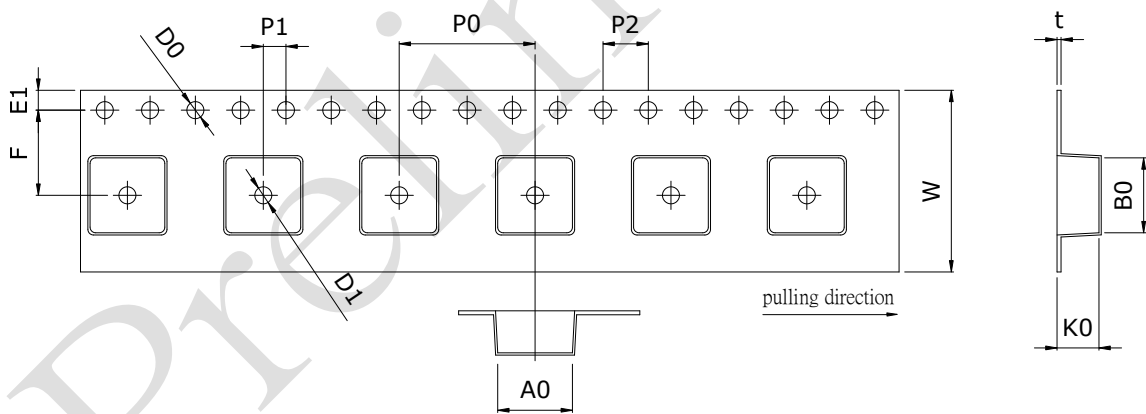 P1
P0
P2
t
D0
E1
F
W
B0
D1
pulling direction
K0
A0
Prelim